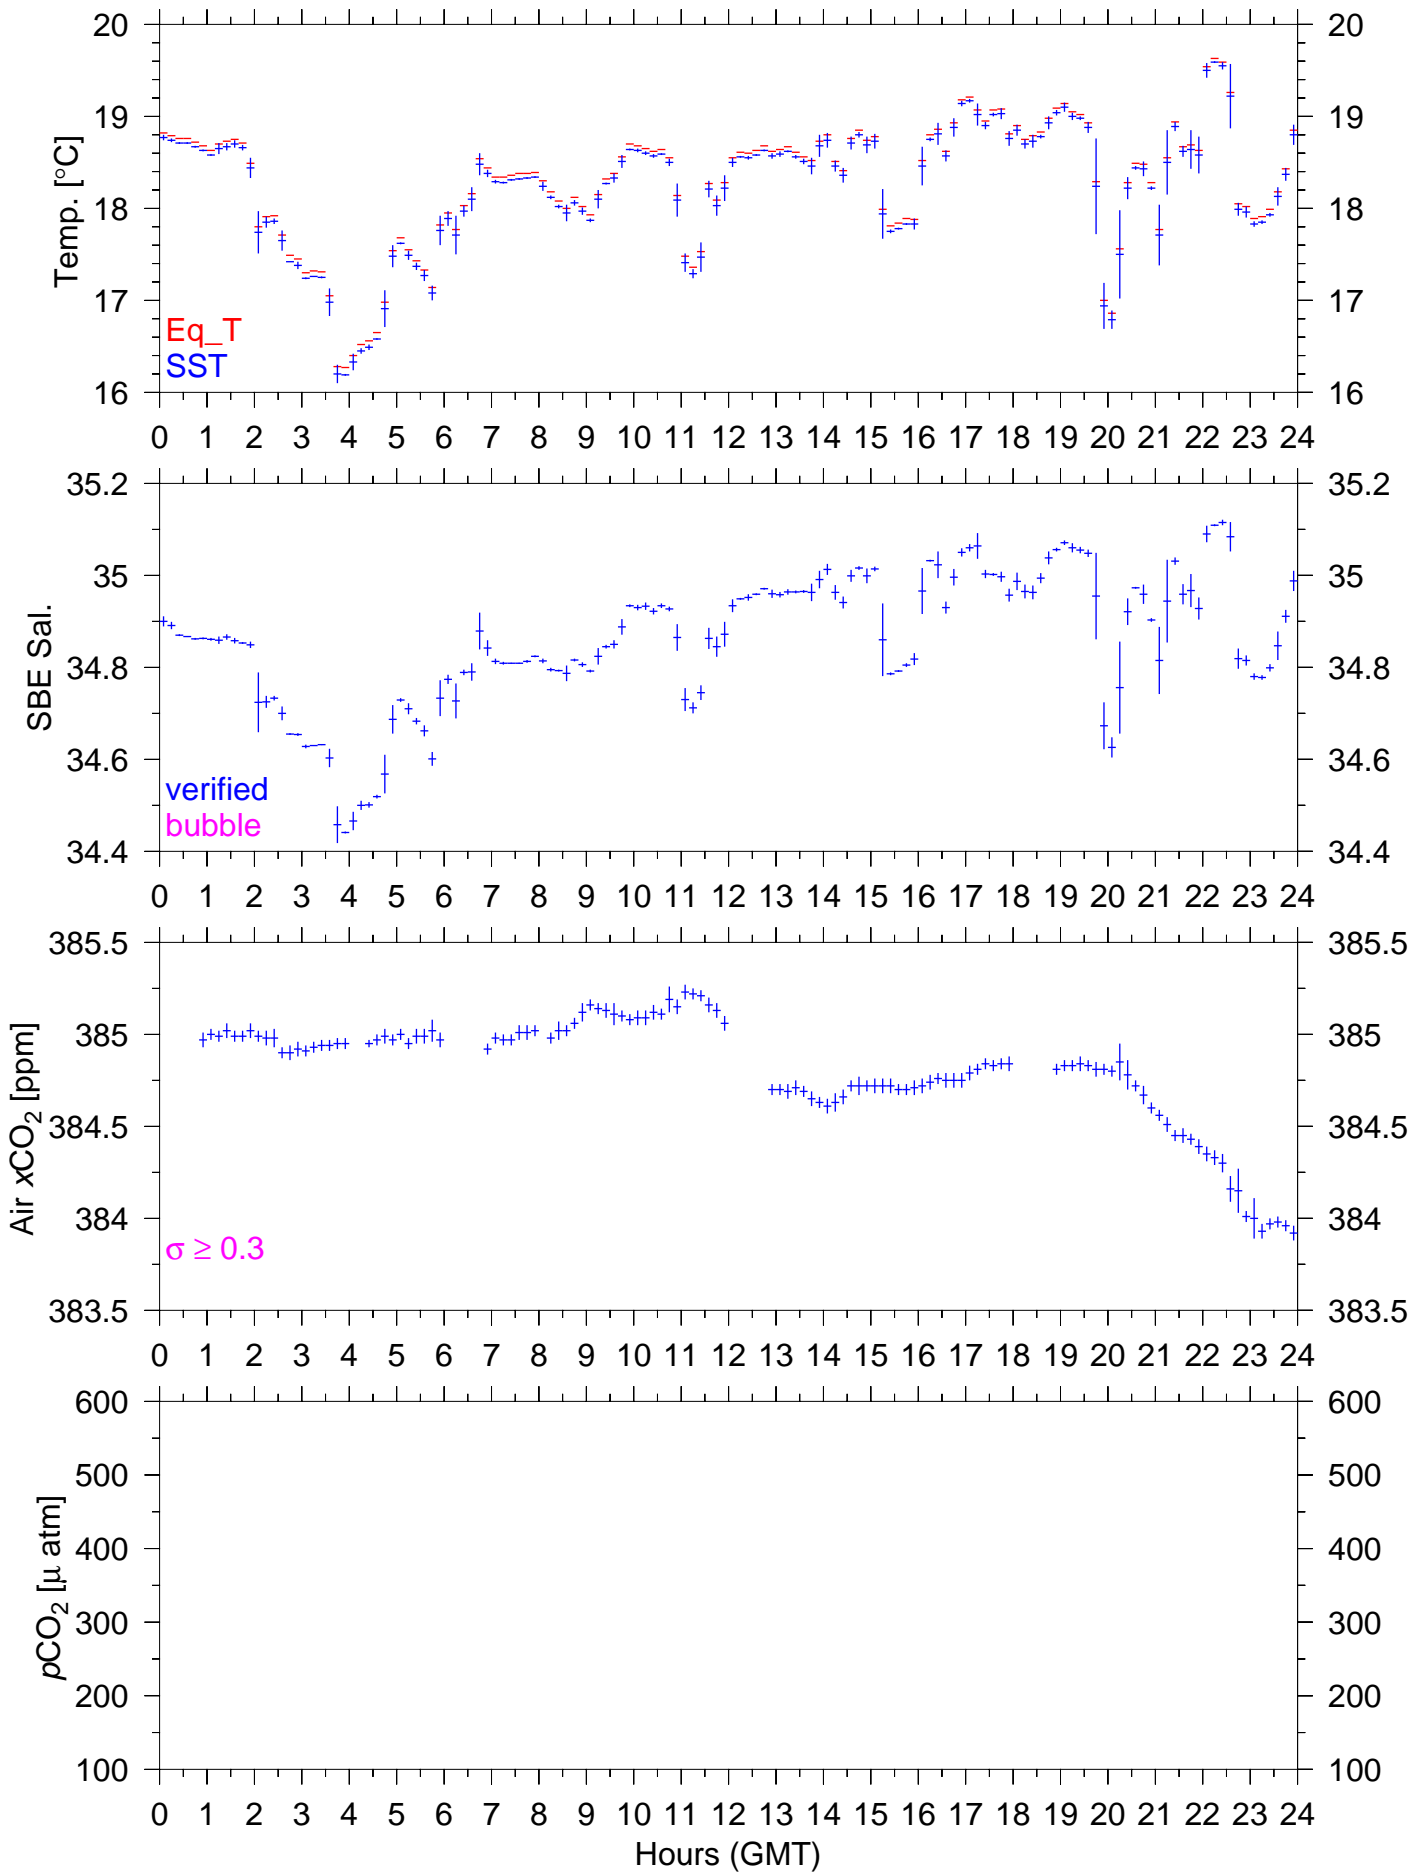 20 20
19 19
18 18
17 17
16 16
Temp. [°C]
Eq_T
SST
0 1 2 3 4 5 6 7 8 9 10 11 12 13 14 15 16 17 18 19 20 21 22 23 24
35.2 35.2
35 35
34.8 34.8
34.6 34.6
34.4 34.4
SBE Sal.
verified
bubble
0 1 2 3 4 5 6 7 8 9 10 11 12 13 14 15 16 17 18 19 20 21 22 23 24
385.5 385.5
385 385
384.5 384.5
384 384
383.5 383.5
Air xCO₂ [ppm]
σ ≥ 0.3
0 1 2 3 4 5 6 7 8 9 10 11 12 13 14 15 16 17 18 19 20 21 22 23 24
600 600
500 500
400 400
300 300
200 200
100 100
pCO₂ [μ atm]
0 1 2 3 4 5 6 7 8 9 10 11 12 13 14 15 16 17 18 19 20 21 22 23 24
Hours (GMT)